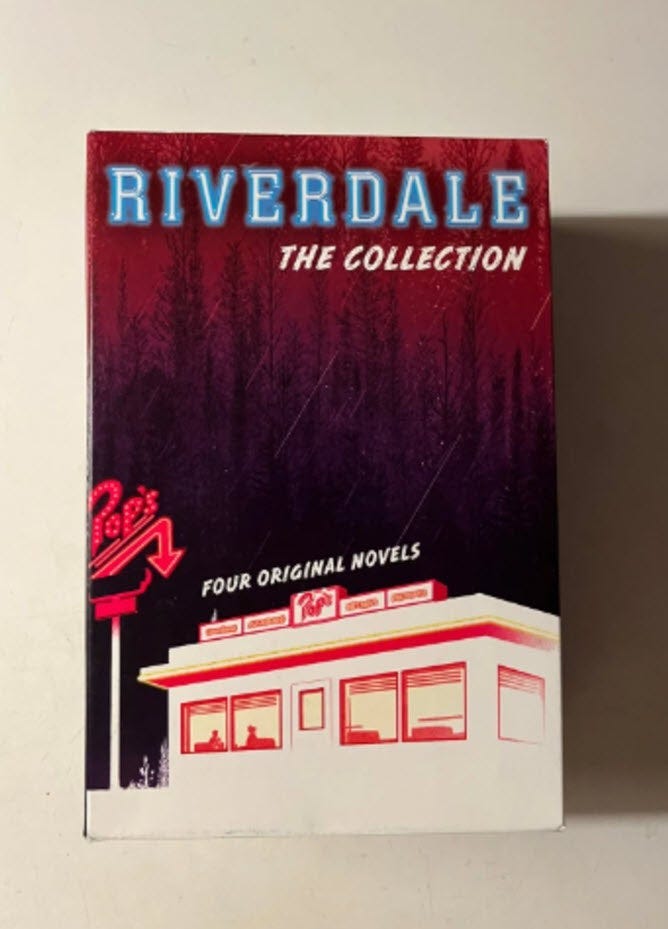 RIVERDALE
THE COLLECTION
Pop's
FOUR ORIGINAL NOVELS
Pop's